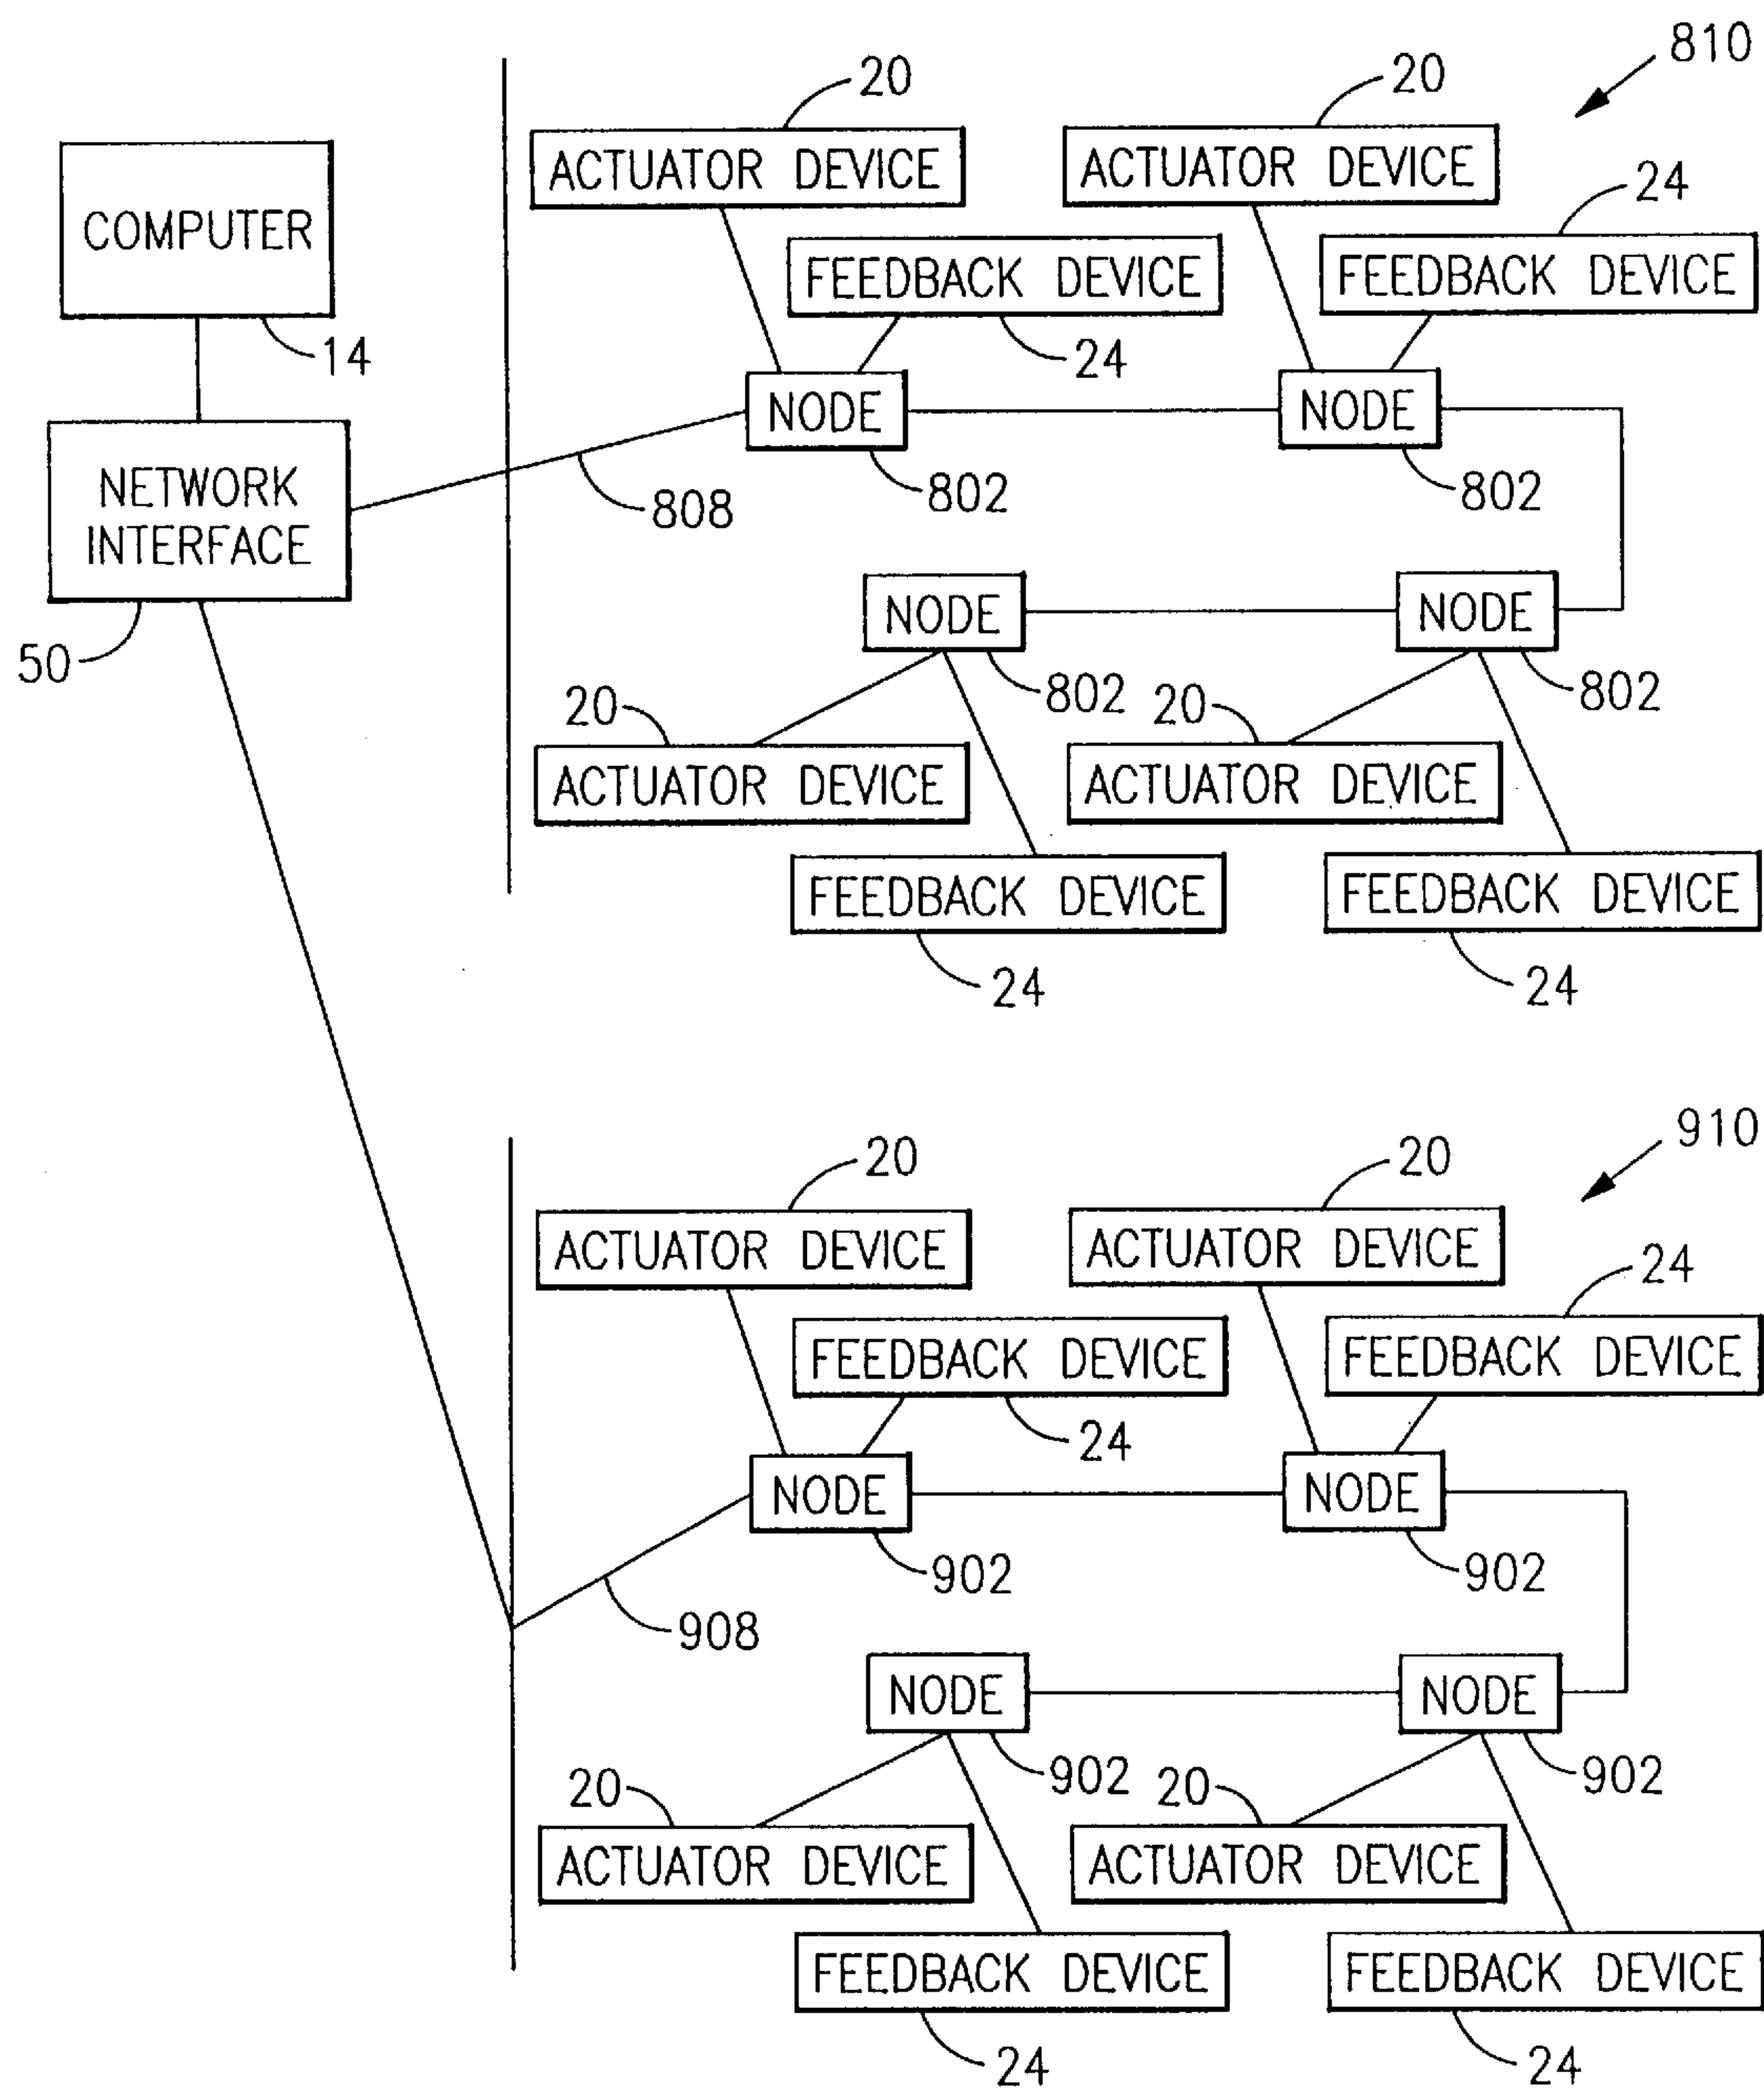 810
20
20
ACTUATOR DEVICE
ACTUATOR DEVICE
24
COMPUTER
FEEDBACK DEVICE
FEEDBACK DEVICE
14
24
NODE
NODE
NETWORK
INTERFACE
808
802
802
NODE
NODE
50
802
802
20
20
ACTUATOR DEVICE
ACTUATOR DEVICE
FEEDBACK DEVICE
FEEDBACK DEVICE
24
24
910
20
20
ACTUATOR DEVICE
ACTUATOR DEVICE
24
FEEDBACK DEVICE
FEEDBACK DEVICE
24
NODE
NODE
902
902
908
NODE
NODE
902
902
20
20
ACTUATOR DEVICE
ACTUATOR DEVICE
FEEDBACK DEVICE
FEEDBACK DEVICE
24
24